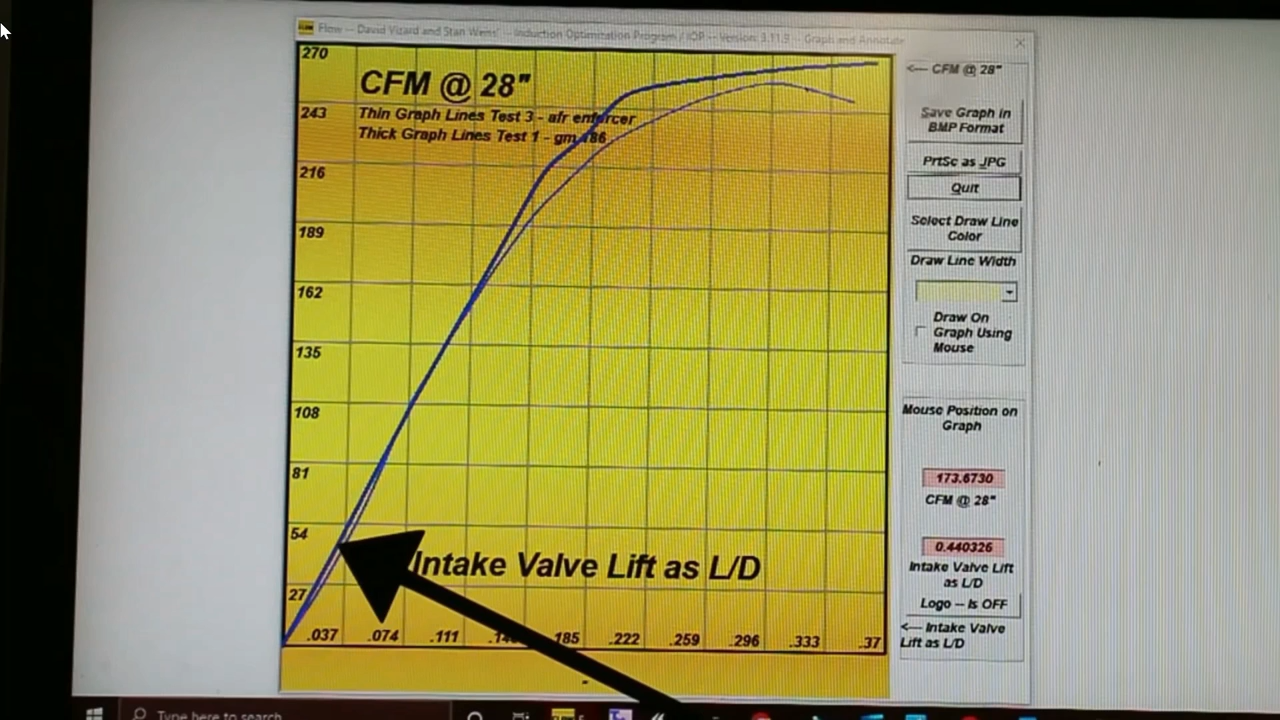 Flow -- David Vizard and Stan Weiss' -- Induction Optimization Program / IOP -- Version: 3.11.9 -- Graph and Annotate
270
CFM @ 28"
Thin Graph Lines Test 3 - afr enforcer
Thick Graph Lines Test 1 - gm 186
243
216
189
162
135
108
81
54
Intake Valve Lift as L/D
27
.037 .074 .111 .185 .222 .259 .296 .333 .37
<-- CFM @ 28"
Save Graph in
BMP Format
PrtSc as JPG
Quit
Select Draw Line
Color
Draw Line Width
Draw On
Graph Using
Mouse
Mouse Position on
Graph
173.6730
CFM @ 28"
0.440326
Intake Valve Lift
as L/D
Logo -- Is OFF
<-- Intake Valve
Lift as L/D
Type here to search